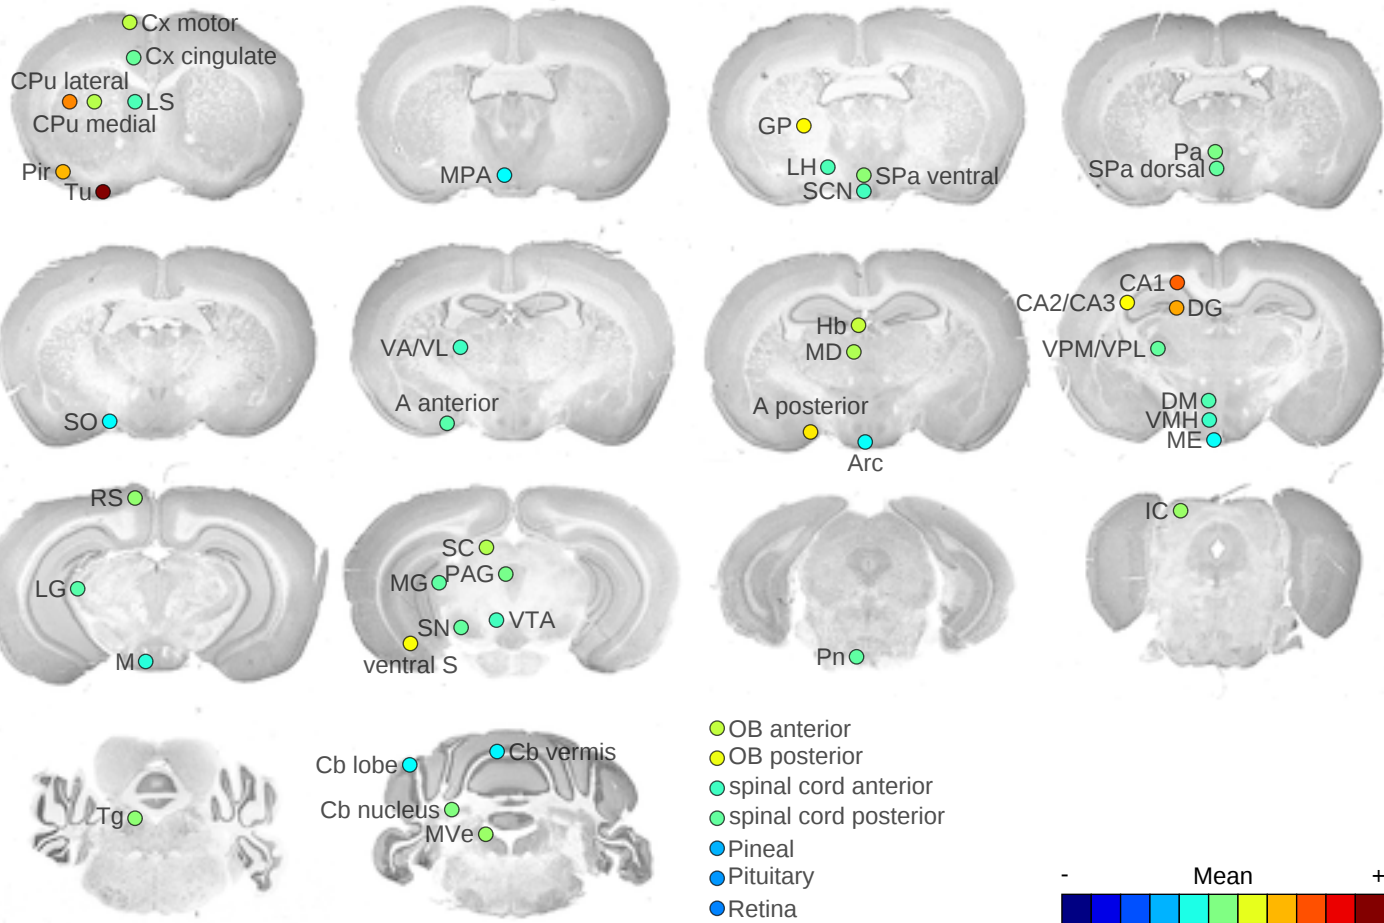 Cx motor
Cx cingulate
CPu lateral
LS
CPu medial
Pir
Tu
MPA
GP
LH
SPa ventral
SCN
Pa
SPa dorsal
SO
VA/VL
A anterior
Hb
MD
A posterior
Arc
CA1
CA2/CA3
DG
VPM/VPL
DM
VMH
ME
RS
LG
M
SC
MG
PAG
SN
VTA
ventral S
Pn
IC
Tg
Cb lobe
Cb vermis
Cb nucleus
MVe
OB anterior
OB posterior
spinal cord anterior
spinal cord posterior
Pineal
Pituitary
Retina
- Mean +